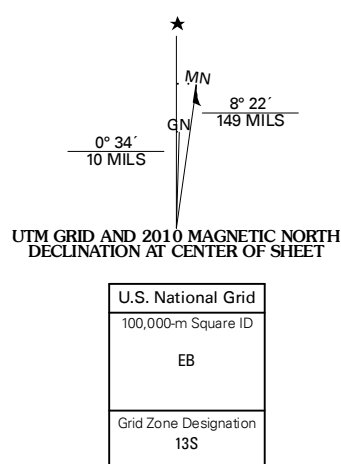 MN
8° 22´
149 MILS
GN
0° 34´
10 MILS
UTM GRID AND 2010 MAGNETIC NORTH
DECLINATION AT CENTER OF SHEET
U.S. National Grid
100,000-m Square ID
EB
Grid Zone Designation
13S